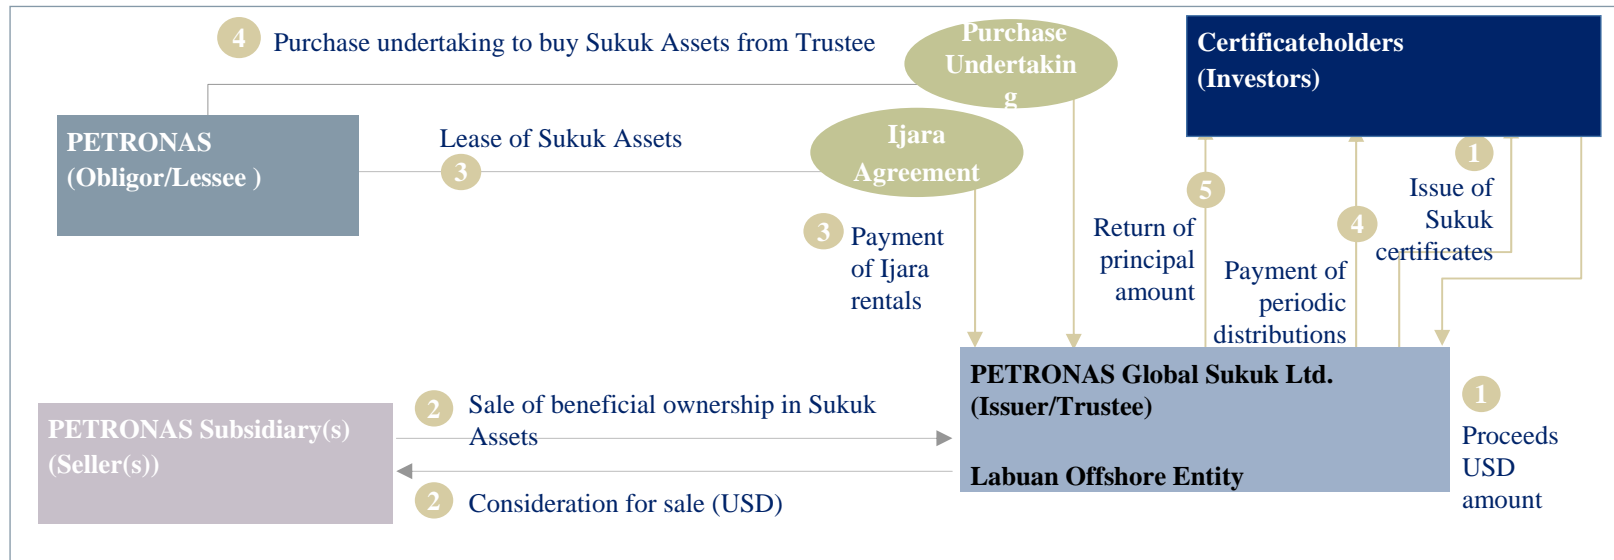 4
Purchase undertaking to buy Sukuk Assets from Trustee
Purchase
Undertakin
g
Certificateholders
(Investors)
PETRONAS
(Obligor/Lessee )
Lease of Sukuk Assets
3
Ijara
Agreement
1
Issue of
Sukuk
certificates
5
Return of
principal
amount
4
Payment of
periodic
distributions
3
Payment
of Ijara
rentals
PETRONAS Global Sukuk Ltd.
(Issuer/Trustee)
Labuan Offshore Entity
1
Proceeds
USD
amount
2
Sale of beneficial ownership in Sukuk
Assets
PETRONAS Subsidiary(s)
(Seller(s))
2
Consideration for sale (USD)